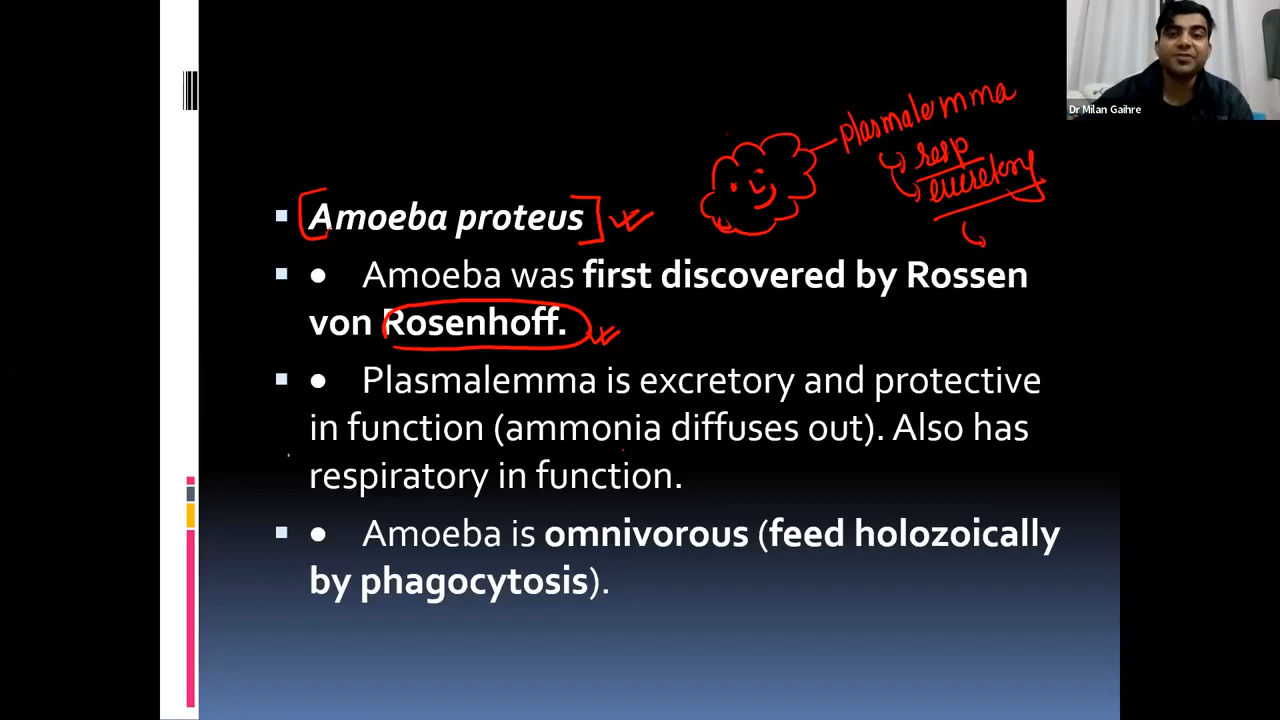 Dr Milan Gaihre
plasmalemma
resp
excretory
Amoeba proteus
• Amoeba was first discovered by Rossen
von Rosenhoff.
• Plasmalemma is excretory and protective
in function (ammonia diffuses out). Also has
respiratory in function.
• Amoeba is omnivorous (feed holozoically
by phagocytosis).